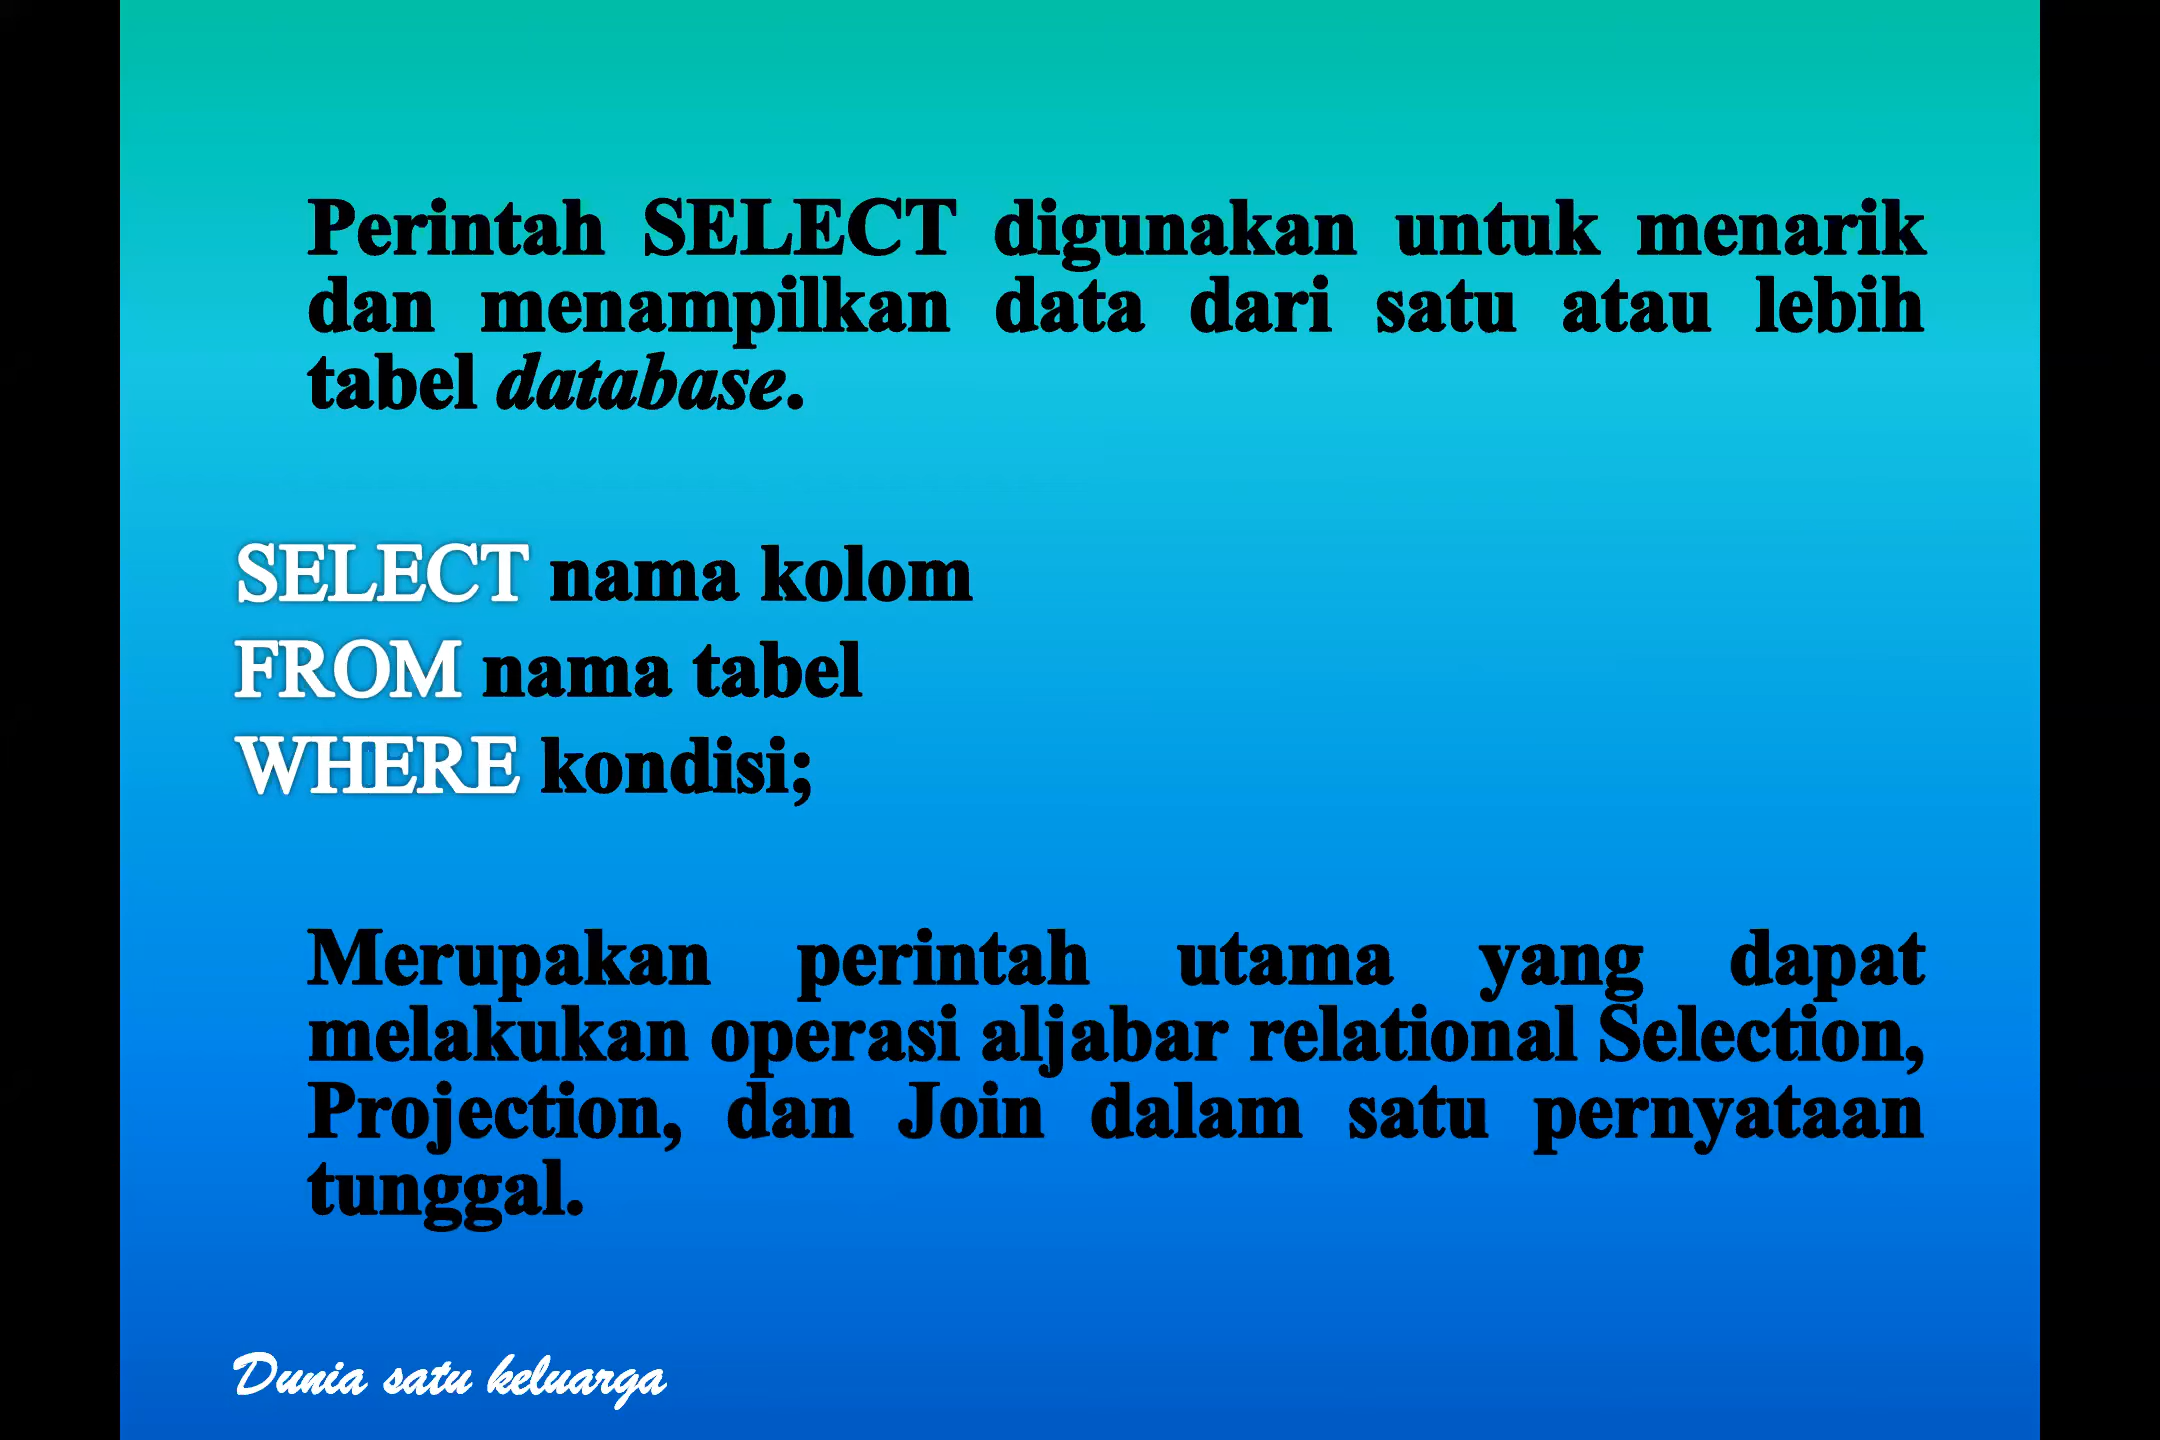 Perintah SELECT digunakan untuk menarik
dan menampilkan data dari satu atau lebih
tabel database.
SELECT nama kolom
FROM nama tabel
WHERE kondisi;
Merupakan perintah utama yang dapat
melakukan operasi aljabar relational Selection,
Projection, dan Join dalam satu pernyataan
tunggal.
Dunia satu keluarga